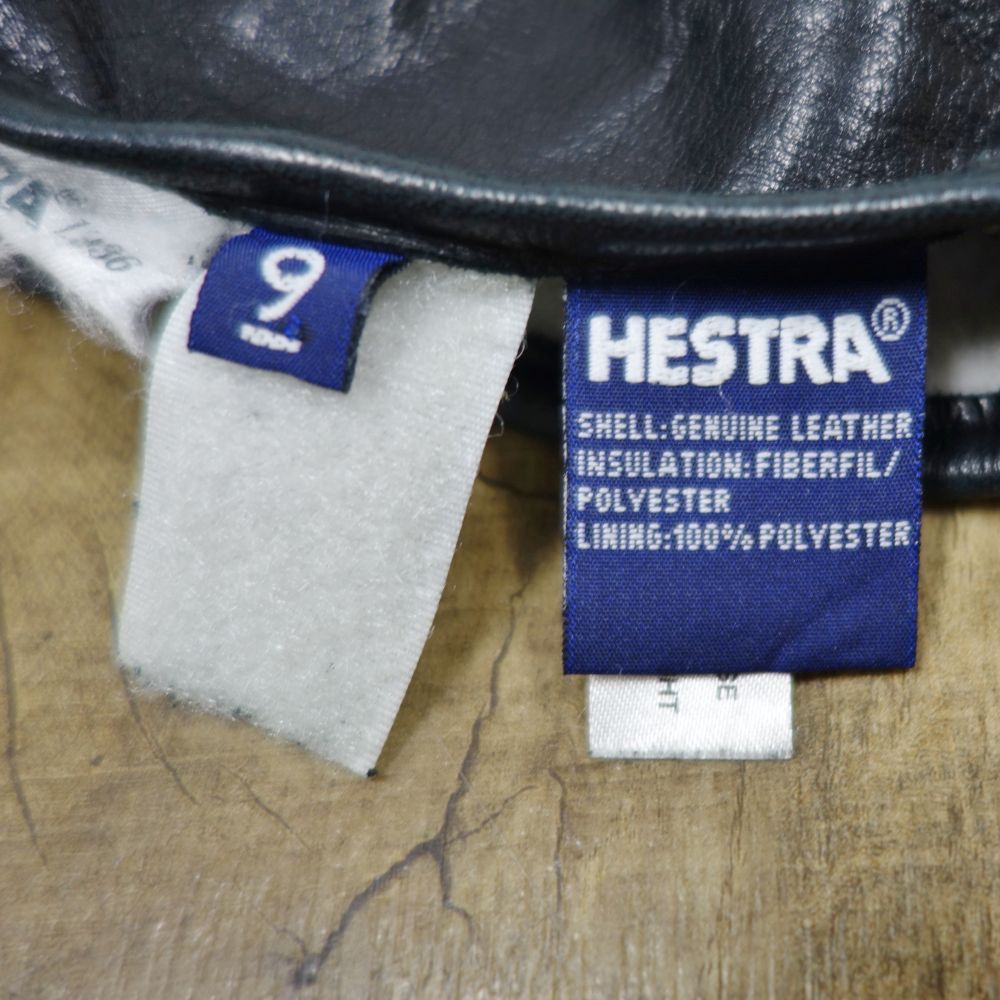 9
HESTRA®
SHELL:GENUINE LEATHER
INSULATION:FIBERFIL/
POLYESTER
LINING:100% POLYESTER